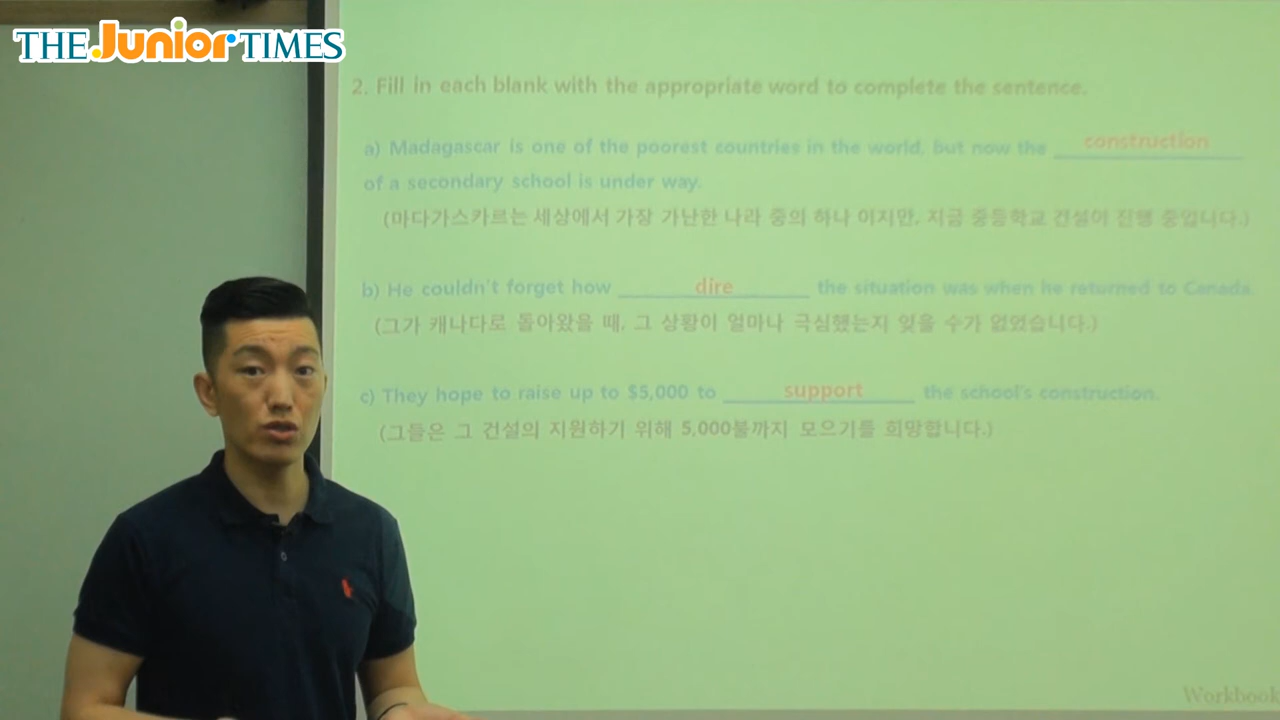 THE Junior TIMES
2. Fill in each blank with the appropriate word to complete the sentence.
a) Madagascar is one of the poorest countries in the world, but now the construction
of a secondary school is under way.
(마다가스카르는 세상에서 가장 가난한 나라 중의 하나 이지만, 지금 중등학교 건설이 진행 중입니다.)
b) He couldn't forget how dire the situation was when he returned to Canada.
(그가 캐나다로 돌아왔을 때, 그 상황이 얼마나 극심했는지 잊을 수가 없었습니다.)
c) They hope to raise up to $5,000 to support the school's construction.
(그들은 그 건설의 지원하기 위해 5,000불까지 모으기를 희망합니다.)
Workbook